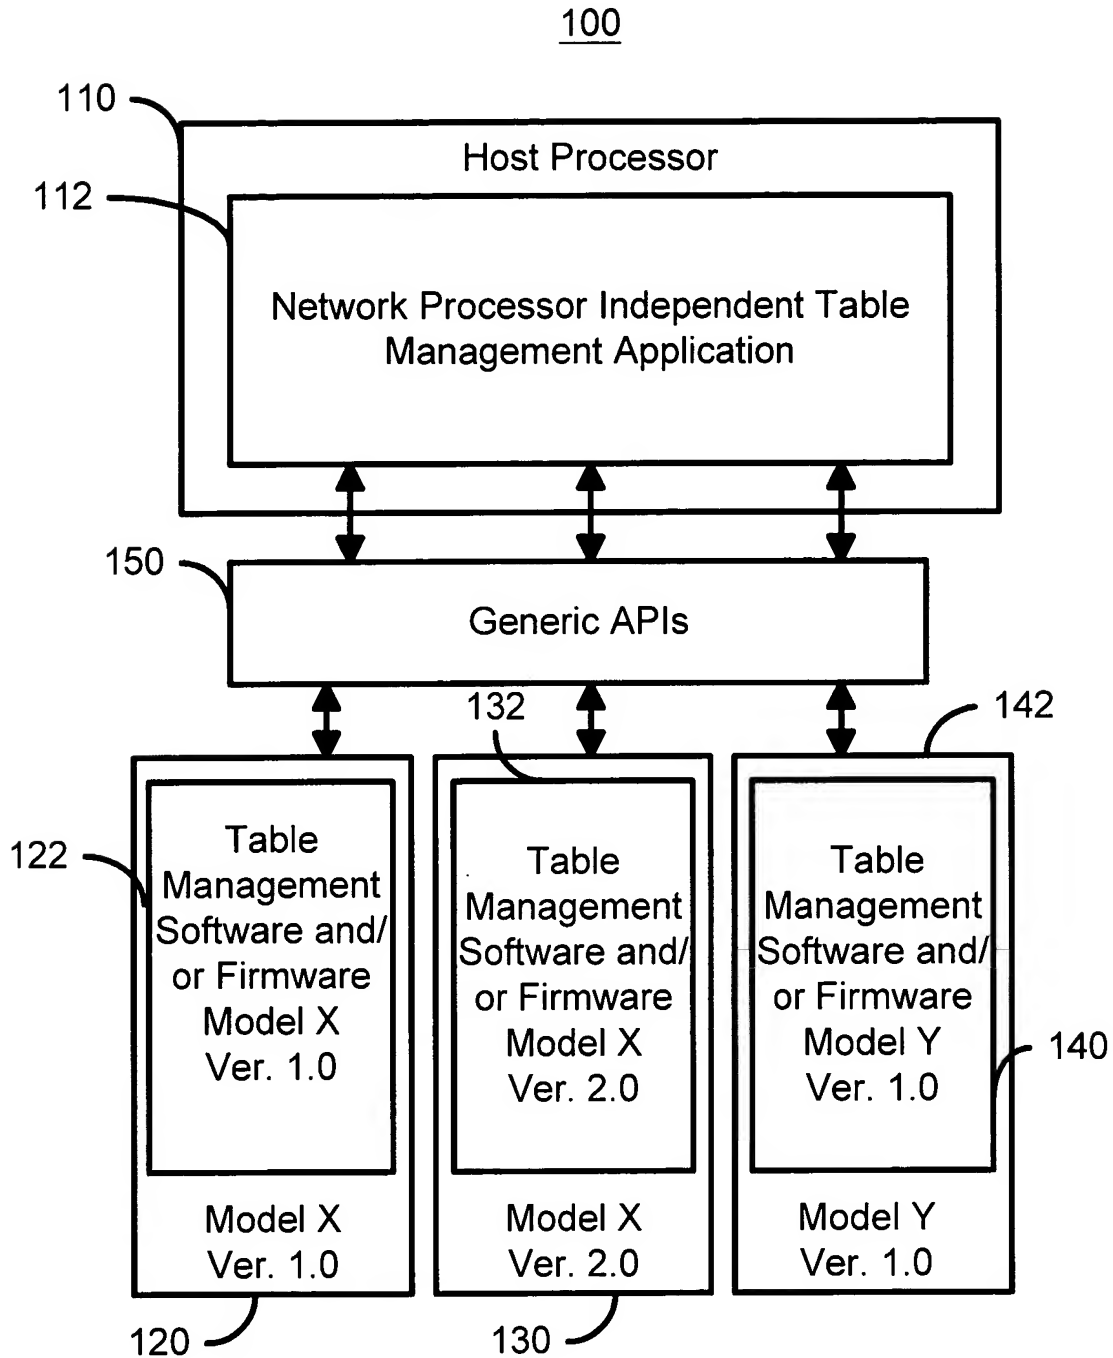 100
110
Host Processor
112
Network Processor Independent Table
Management Application
150
Generic APIs
132
142
122
Table
Management
Software and/
or Firmware
Model X
Ver. 1.0
Table
Management
Software and/
or Firmware
Model X
Ver. 2.0
Table
Management
Software and/
or Firmware
Model Y
Ver. 1.0
140
Model X
Ver. 1.0
Model X
Ver. 2.0
Model Y
Ver. 1.0
120
130